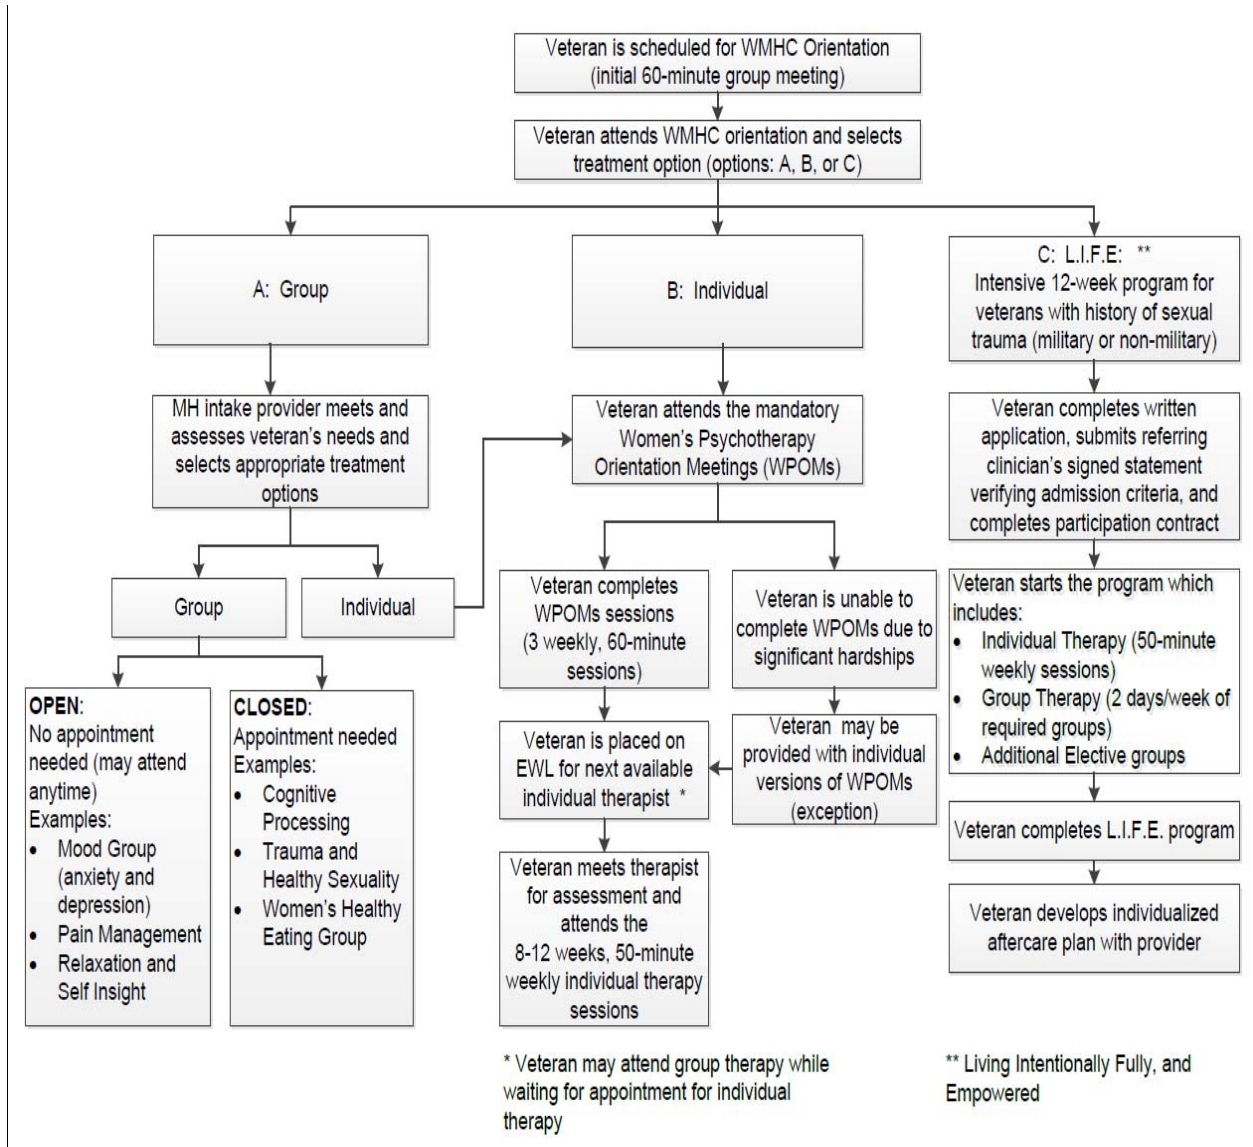 Veteran is scheduled for WMHC Orientation
(initial 60-minute group meeting)
Veteran attends WMHC orientation and selects
treatment option (options: A, B, or C)
A: Group
MH intake provider meets and
assesses veteran's needs and
selects appropriate treatment
options
Group
Individual
OPEN:
No appointment
needed (may attend
anytime)
Examples:
• Mood Group
(anxiety and
depression)
• Pain Management
• Relaxation and
Self Insight
CLOSED:
Appointment needed
Examples:
• Cognitive
Processing
• Trauma and
Healthy Sexuality
• Women's Healthy
Eating Group
B: Individual
Veteran attends the mandatory
Women's Psychotherapy
Orientation Meetings (WPOMs)
Veteran completes
WPOMs sessions
(3 weekly, 60-minute
sessions)
Veteran is unable to
complete WPOMs due to
significant hardships
Veteran is placed on
EWL for next available
individual therapist *
Veteran may be
provided with individual
versions of WPOMs
(exception)
Veteran meets therapist
for assessment and
attends the
8-12 weeks, 50-minute
weekly individual therapy
sessions
* Veteran may attend group therapy while
waiting for appointment for individual
therapy
C: L.I.F.E: **
Intensive 12-week program for
veterans with history of sexual
trauma (military or non-military)
Veteran completes written
application, submits referring
clinician's signed statement
verifying admission criteria, and
completes participation contract
Veteran starts the program which
includes:
• Individual Therapy (50-minute
weekly sessions)
• Group Therapy (2 days/week of
required groups)
• Additional Elective groups
Veteran completes L.I.F.E. program
Veteran develops individualized
aftercare plan with provider
** Living Intentionally Fully, and
Empowered